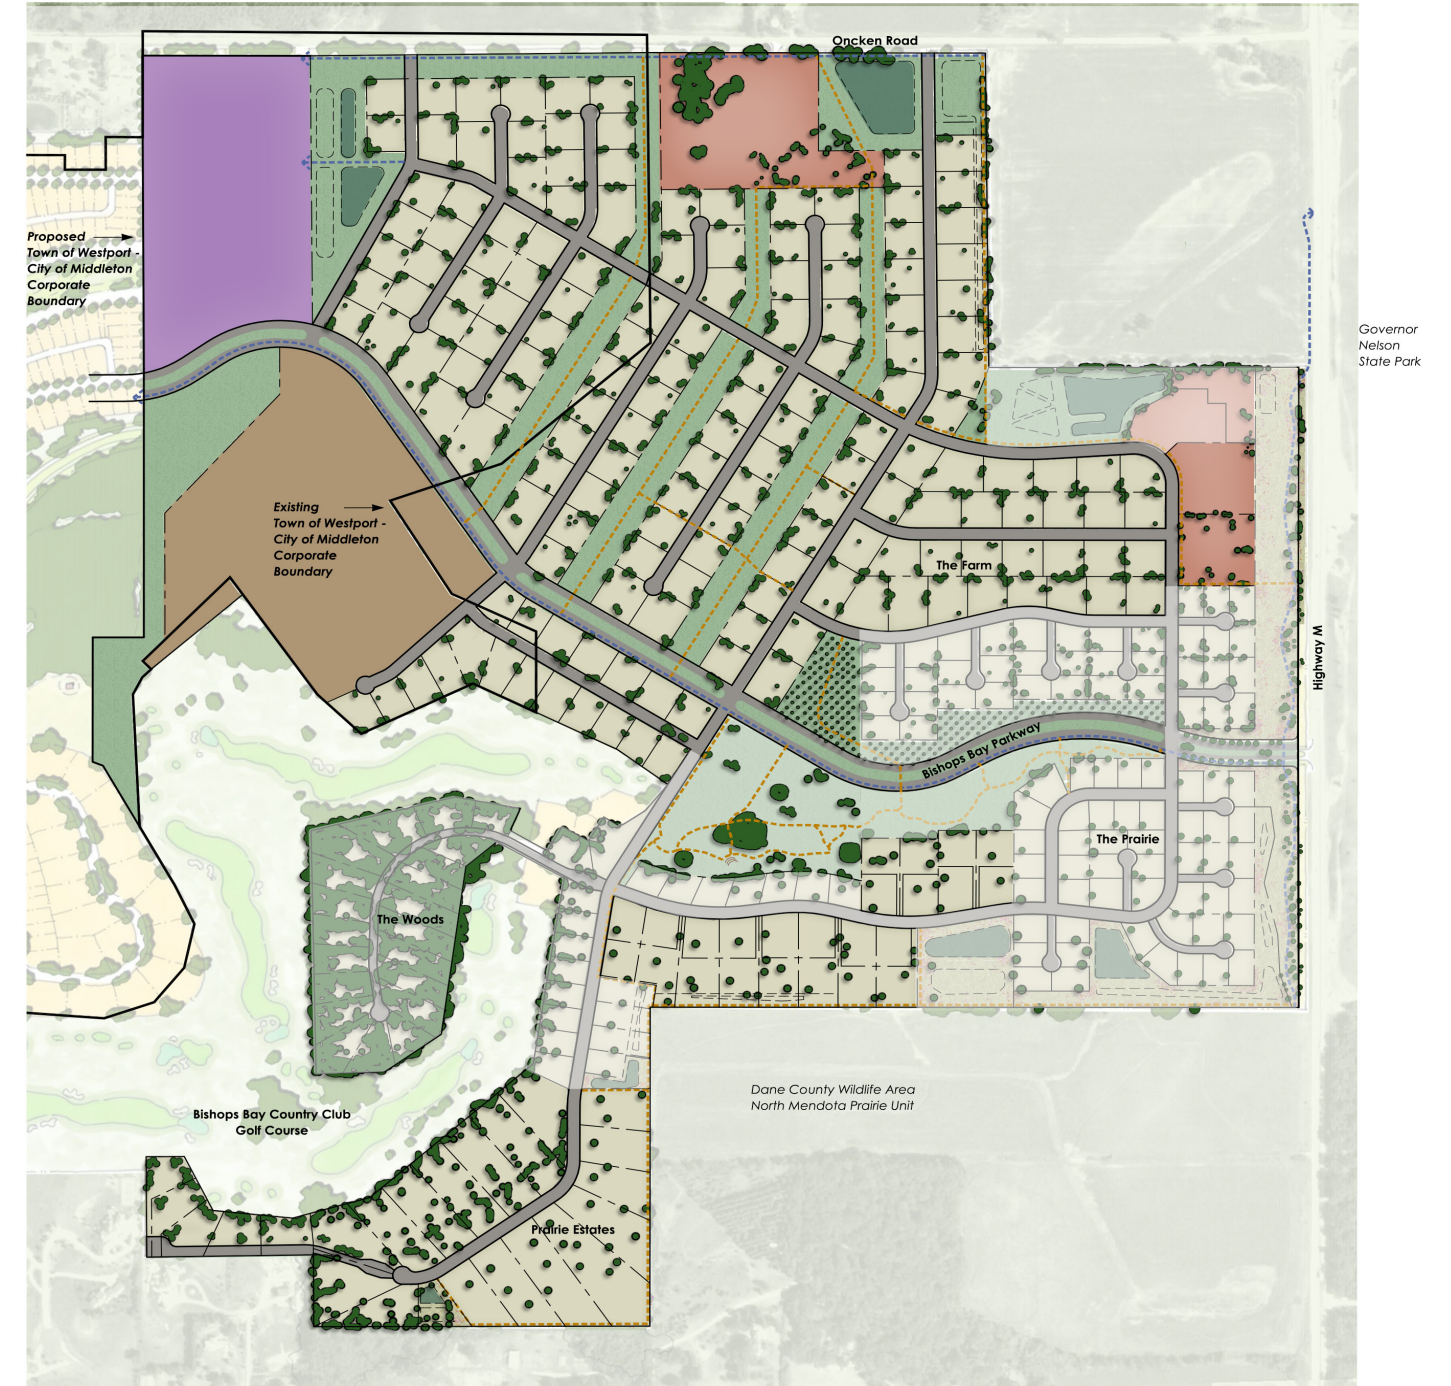 Oncken Road
Proposed
Town of Westport -
City of Middleton
Corporate
Boundary
Governor
Nelson
State Park
Existing
Town of Westport -
City of Middleton
Corporate
Boundary
The Farm
Highway M
Bishops Bay Parkway
The Prairie
The Woods
Dane County Wildlife Area
North Mendota Prairie Unit
Bishops Bay Country Club
Golf Course
Prairie Estates